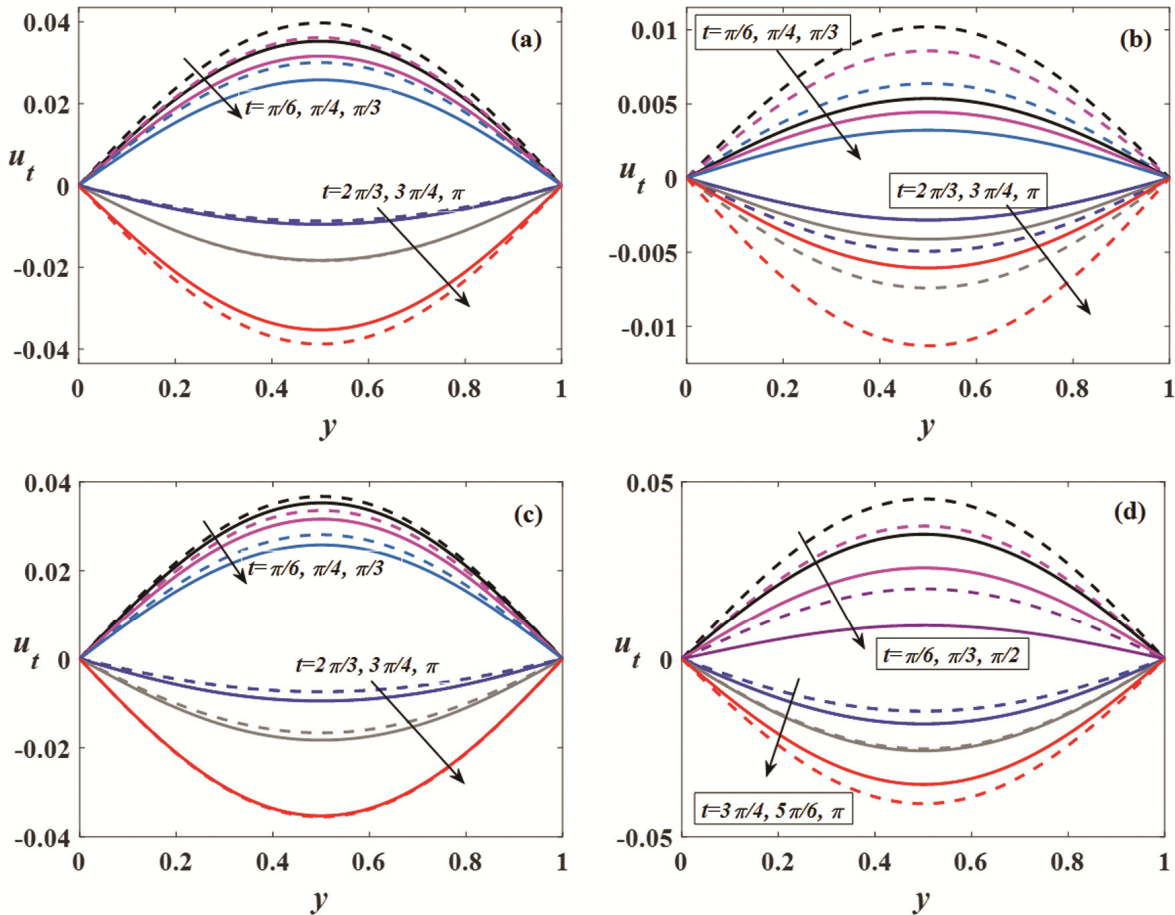 0.04
0.02
0
-0.02
-0.04
u_t
(a)
t=π/6, π/4, π/3
t=2π/3, 3π/4, π
0 0.2 0.4 0.6 0.8 1
y
0.01
0.005
0
-0.005
-0.01
u_t
(b)
t=π/6, π/4, π/3
t=2π/3, 3π/4, π
0 0.2 0.4 0.6 0.8 1
y
0.04
0.02
0
-0.02
-0.04
u_t
(c)
t=π/6, π/4, π/3
t=2π/3, 3π/4, π
0 0.2 0.4 0.6 0.8 1
y
0.05
0
-0.05
u_t
(d)
t=π/6, π/3, π/2
t=3π/4, 5π/6, π
0 0.2 0.4 0.6 0.8 1
y